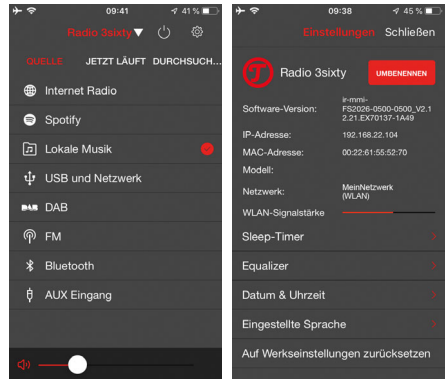 09:41
41 %
Radio 3sixty▼
QUELLE JETZT LÄUFT DURCHSUCH...
Internet Radio
Spotify
Lokale Musik
USB und Netzwerk
DAB
DAB
FM
Bluetooth
AUX Eingang
09:38
45 %
Einstellungen Schließen
Radio 3sixty UMBENENNEN
Software-Version: ir-mmi-
FS2026-0500-0500_V2.1
2.21.EX70137-1A49
IP-Adresse: 192.168.22.104
MAC-Adresse: 00:22:61:55:52:70
Modell:
Netzwerk: MeinNetzwerk
(WLAN)
WLAN-Signalstärke
Sleep-Timer
Equalizer
Datum & Uhrzeit
Eingestellte Sprache
Auf Werkseinstellungen zurücksetzen